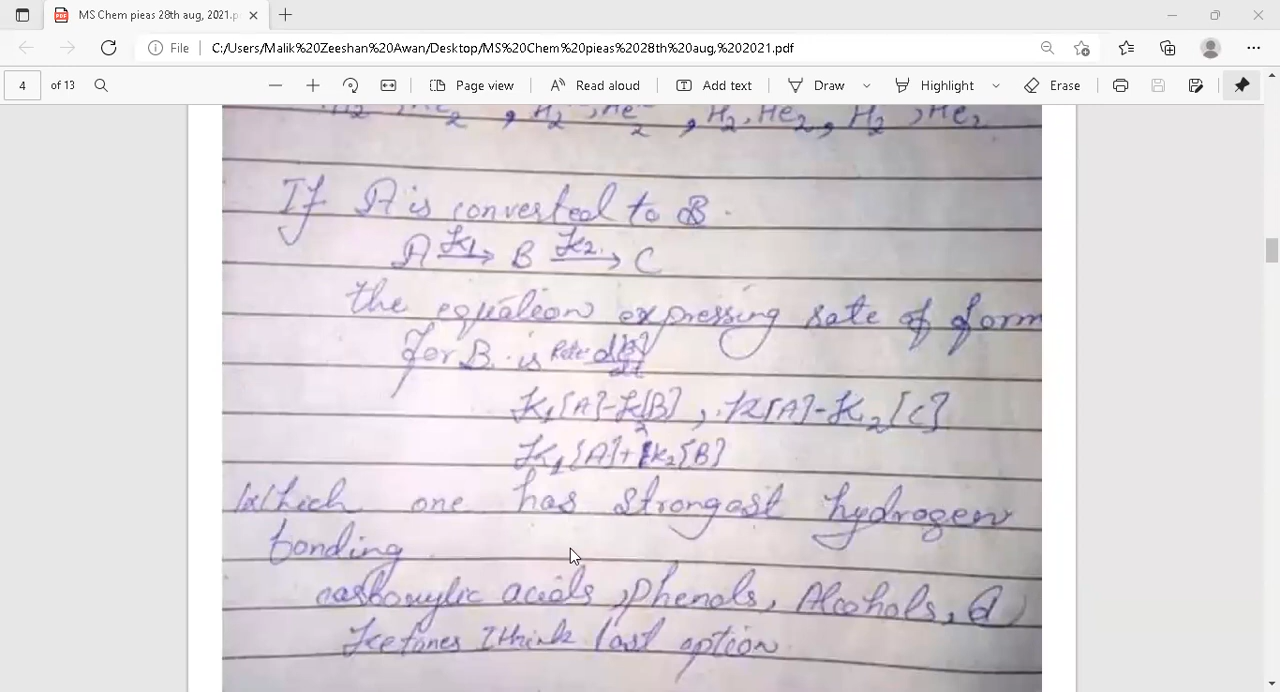 MS Chem pieas 28th aug, 2021.p
File
C:/Users/Malik%20Zeeshan%20Awan/Desktop/MS%20Chem%20pieas%2028th%20aug,%202021.pdf
4 of 13
Page view
Read aloud
Add text
Draw
Highlight
Erase
H2, He2, H2, He2
If A is converted to B.
A K1→ B K2→ C
the equation expressing rate of form
for B. is Rate d[B]/dt
K1[A]-K2[B], K[A]-K2[C]
K1[A]+k2[B]
Which one has strongest hydrogen
bonding
carboxylic acids, Phenols, Alcohols, d
Ketones I think last option